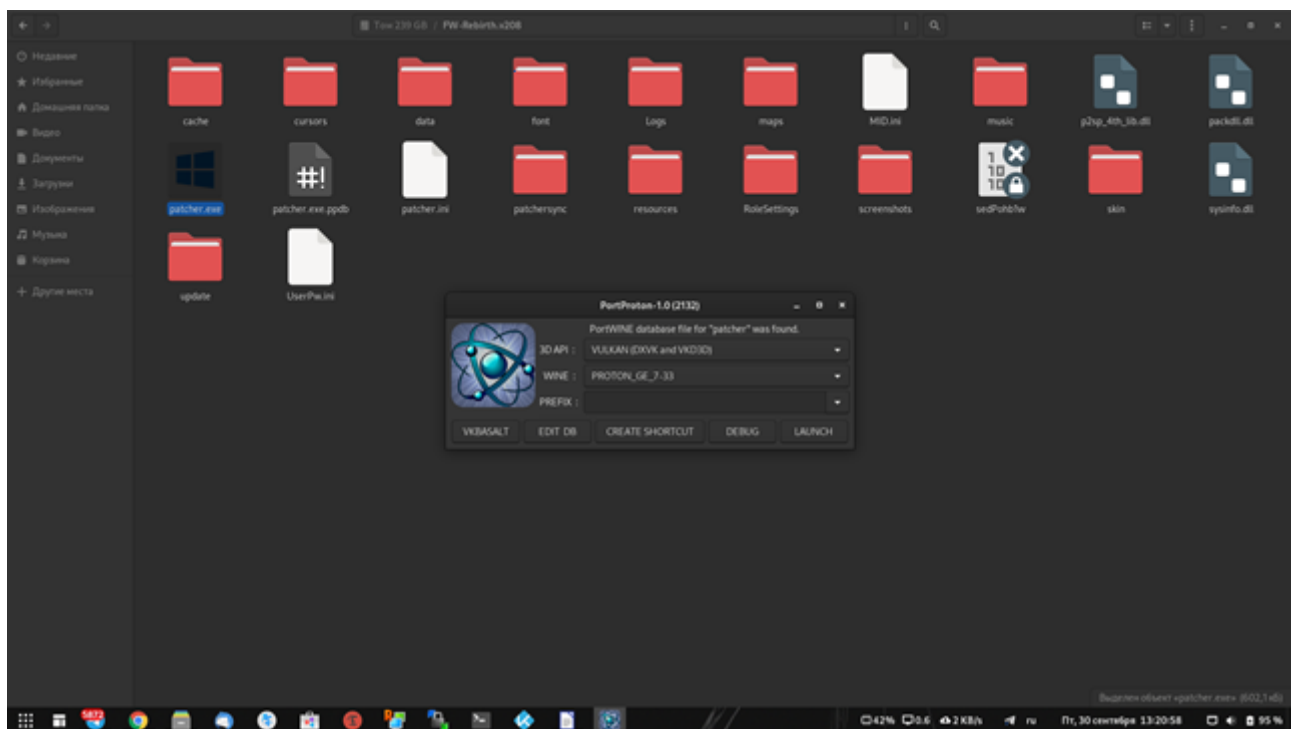 Том 239 GB / FW-Rebirth.v208
Недавние
Избранные
Домашняя папка
Видео
Документы
Загрузки
Изображения
Музыка
Корзина
+ Другие места
cache
cursors
data
font
Logs
maps
MID.ini
music
p2sp_4th_lib.dll
packdll.dll
patcher.exe
patcher.exe.ppdb
patcher.ini
patchersync
resources
RoleSettings
screenshots
skin
sysinfo.dll
update
UserPw.ini
PortProton-1.0 (2132)
PortWINE database file for "patcher" was found.
3D API : VULKAN (DXVK and VKD3D)
WINE : PROTON_GE_7-33
PREFIX :
VKBASALT EDIT DB CREATE SHORTCUT DEBUG LAUNCH
Выделен объект «patcher.exe» (602,1 кБ)
5872
42% 0.6 2 KB/s ru Пт, 30 сентября 13:20:58 95 %